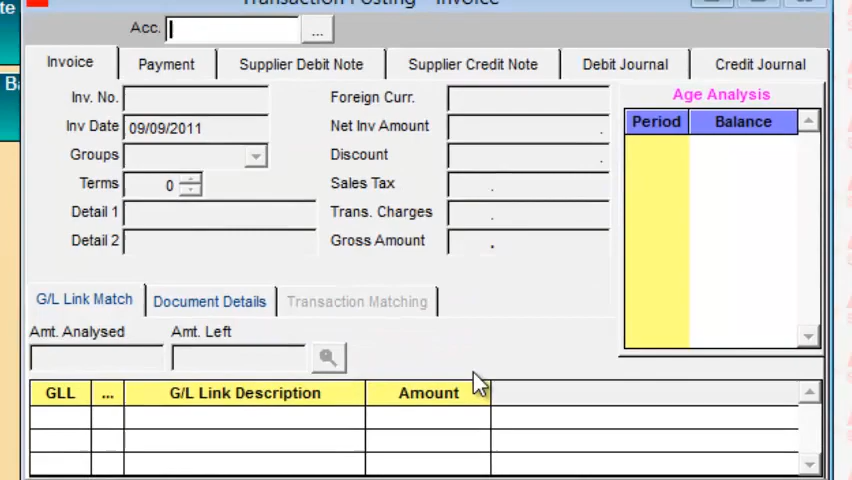 te
Transaction Posting - Invoice
Acc.
...
Ba
Invoice Payment Supplier Debit Note Supplier Credit Note Debit Journal Credit Journal
Inv. No. Foreign Curr. Age Analysis
Inv Date 09/09/2011 Net Inv Amount . Period Balance
Groups Discount .
Terms 0 Sales Tax .
Detail 1 Trans. Charges .
Detail 2 Gross Amount .
G/L Link Match Document Details Transaction Matching
Amt. Analysed Amt. Left
GLL ... G/L Link Description Amount